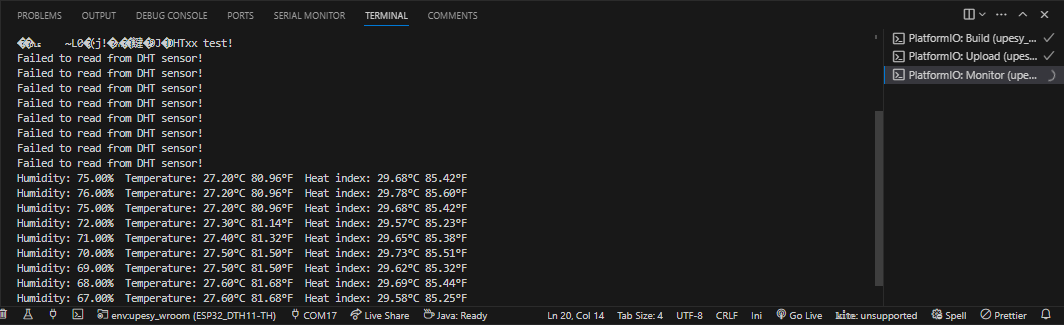 PROBLEMS OUTPUT DEBUG CONSOLE PORTS SERIAL MONITOR TERMINAL COMMENTS
DHTxx test!
Failed to read from DHT sensor!
Failed to read from DHT sensor!
Failed to read from DHT sensor!
Failed to read from DHT sensor!
Failed to read from DHT sensor!
Failed to read from DHT sensor!
Failed to read from DHT sensor!
Failed to read from DHT sensor!
Humidity: 75.00% Temperature: 27.20°C 80.96°F Heat index: 29.68°C 85.42°F
Humidity: 76.00% Temperature: 27.20°C 80.96°F Heat index: 29.78°C 85.60°F
Humidity: 75.00% Temperature: 27.20°C 80.96°F Heat index: 29.68°C 85.42°F
Humidity: 72.00% Temperature: 27.30°C 81.14°F Heat index: 29.57°C 85.23°F
Humidity: 71.00% Temperature: 27.40°C 81.32°F Heat index: 29.65°C 85.38°F
Humidity: 70.00% Temperature: 27.50°C 81.50°F Heat index: 29.73°C 85.51°F
Humidity: 69.00% Temperature: 27.50°C 81.50°F Heat index: 29.62°C 85.32°F
Humidity: 68.00% Temperature: 27.60°C 81.68°F Heat index: 29.69°C 85.44°F
Humidity: 67.00% Temperature: 27.60°C 81.68°F Heat index: 29.58°C 85.25°F
PlatformIO: Build (upesy_...
PlatformIO: Upload (upes...
PlatformIO: Monitor (upe...
env:upesy_wroom (ESP32_DTH11-TH) COM17 Live Share Java: Ready Ln 20, Col 14 Tab Size: 4 UTF-8 CRLF Ini Go Live unsupported Spell Prettier